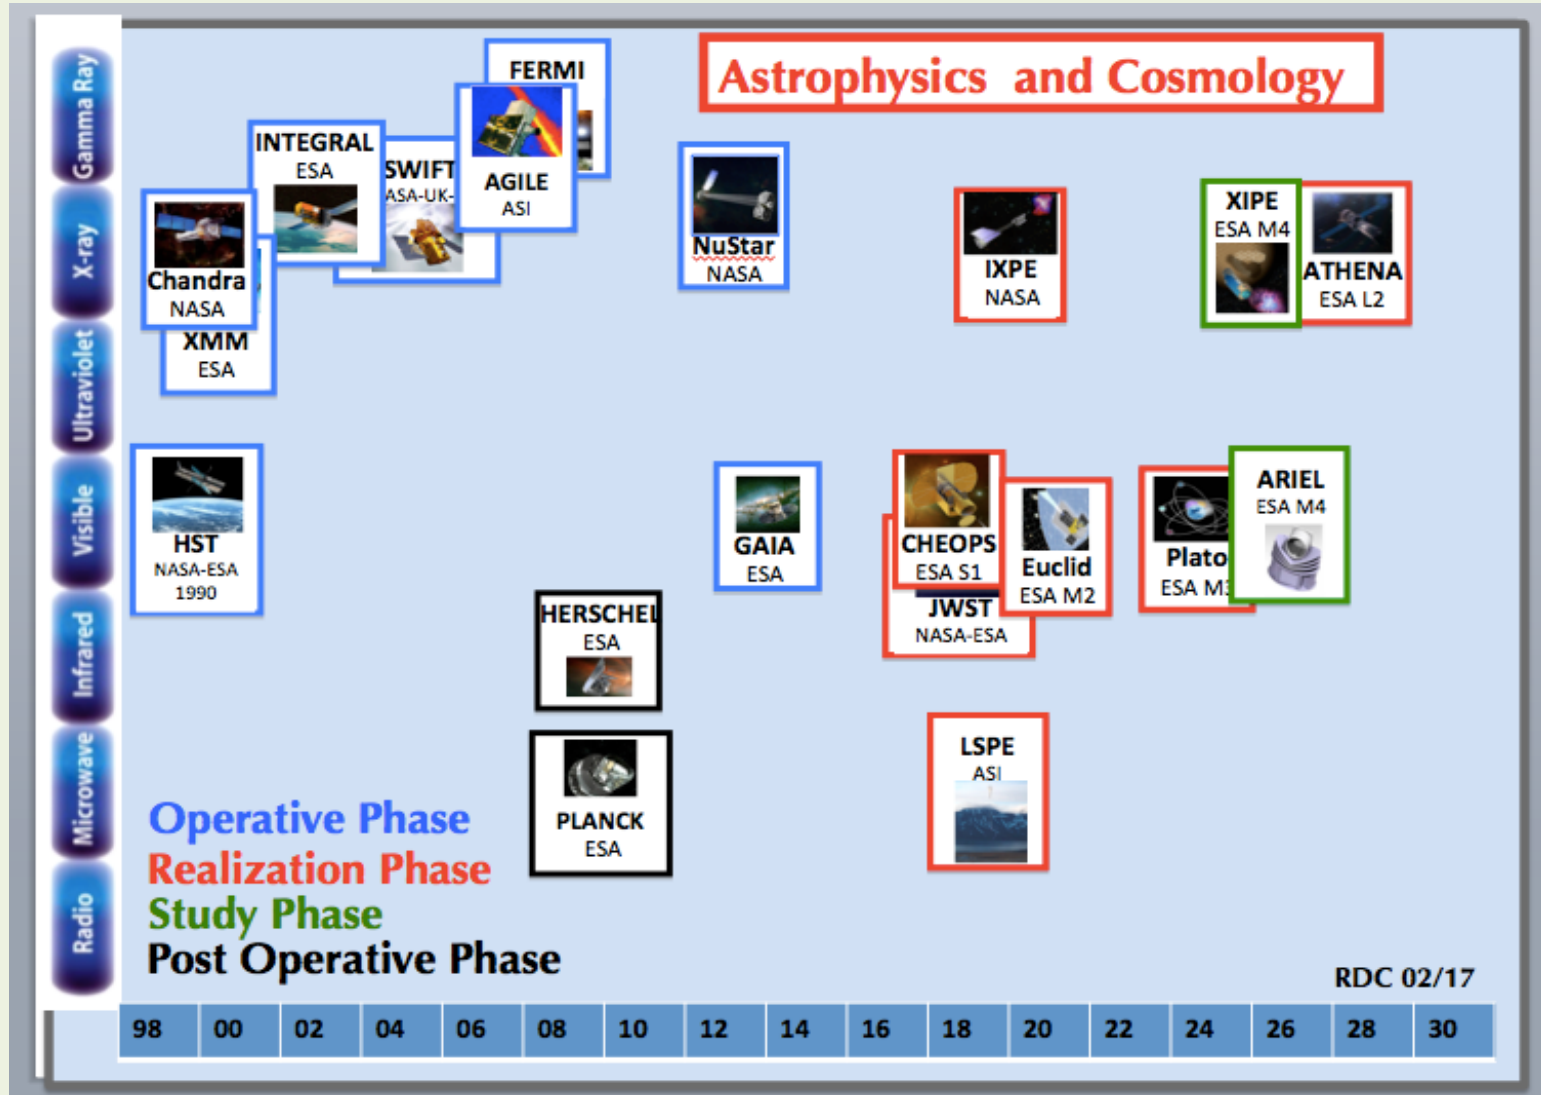 Astrophysics and Cosmology
Gamma Ray
X-ray
Ultraviolet
Visible
Infrared
Microwave
Radio
FERMI
AGILE
ASI
INTEGRAL
ESA
SWIFT
ASA-UK-
Chandra
NASA
XMM
ESA
NuStar
NASA
IXPE
NASA
XIPE
ESA M4
ATHENA
ESA L2
HST
NASA-ESA
1990
GAIA
ESA
CHEOPS
ESA S1
JWST
NASA-ESA
Euclid
ESA M2
Plato
ESA M3
ARIEL
ESA M4
HERSCHEL
ESA
PLANCK
ESA
LSPE
ASI
Operative Phase
Realization Phase
Study Phase
Post Operative Phase
RDC 02/17
98 00 02 04 06 08 10 12 14 16 18 20 22 24 26 28 30